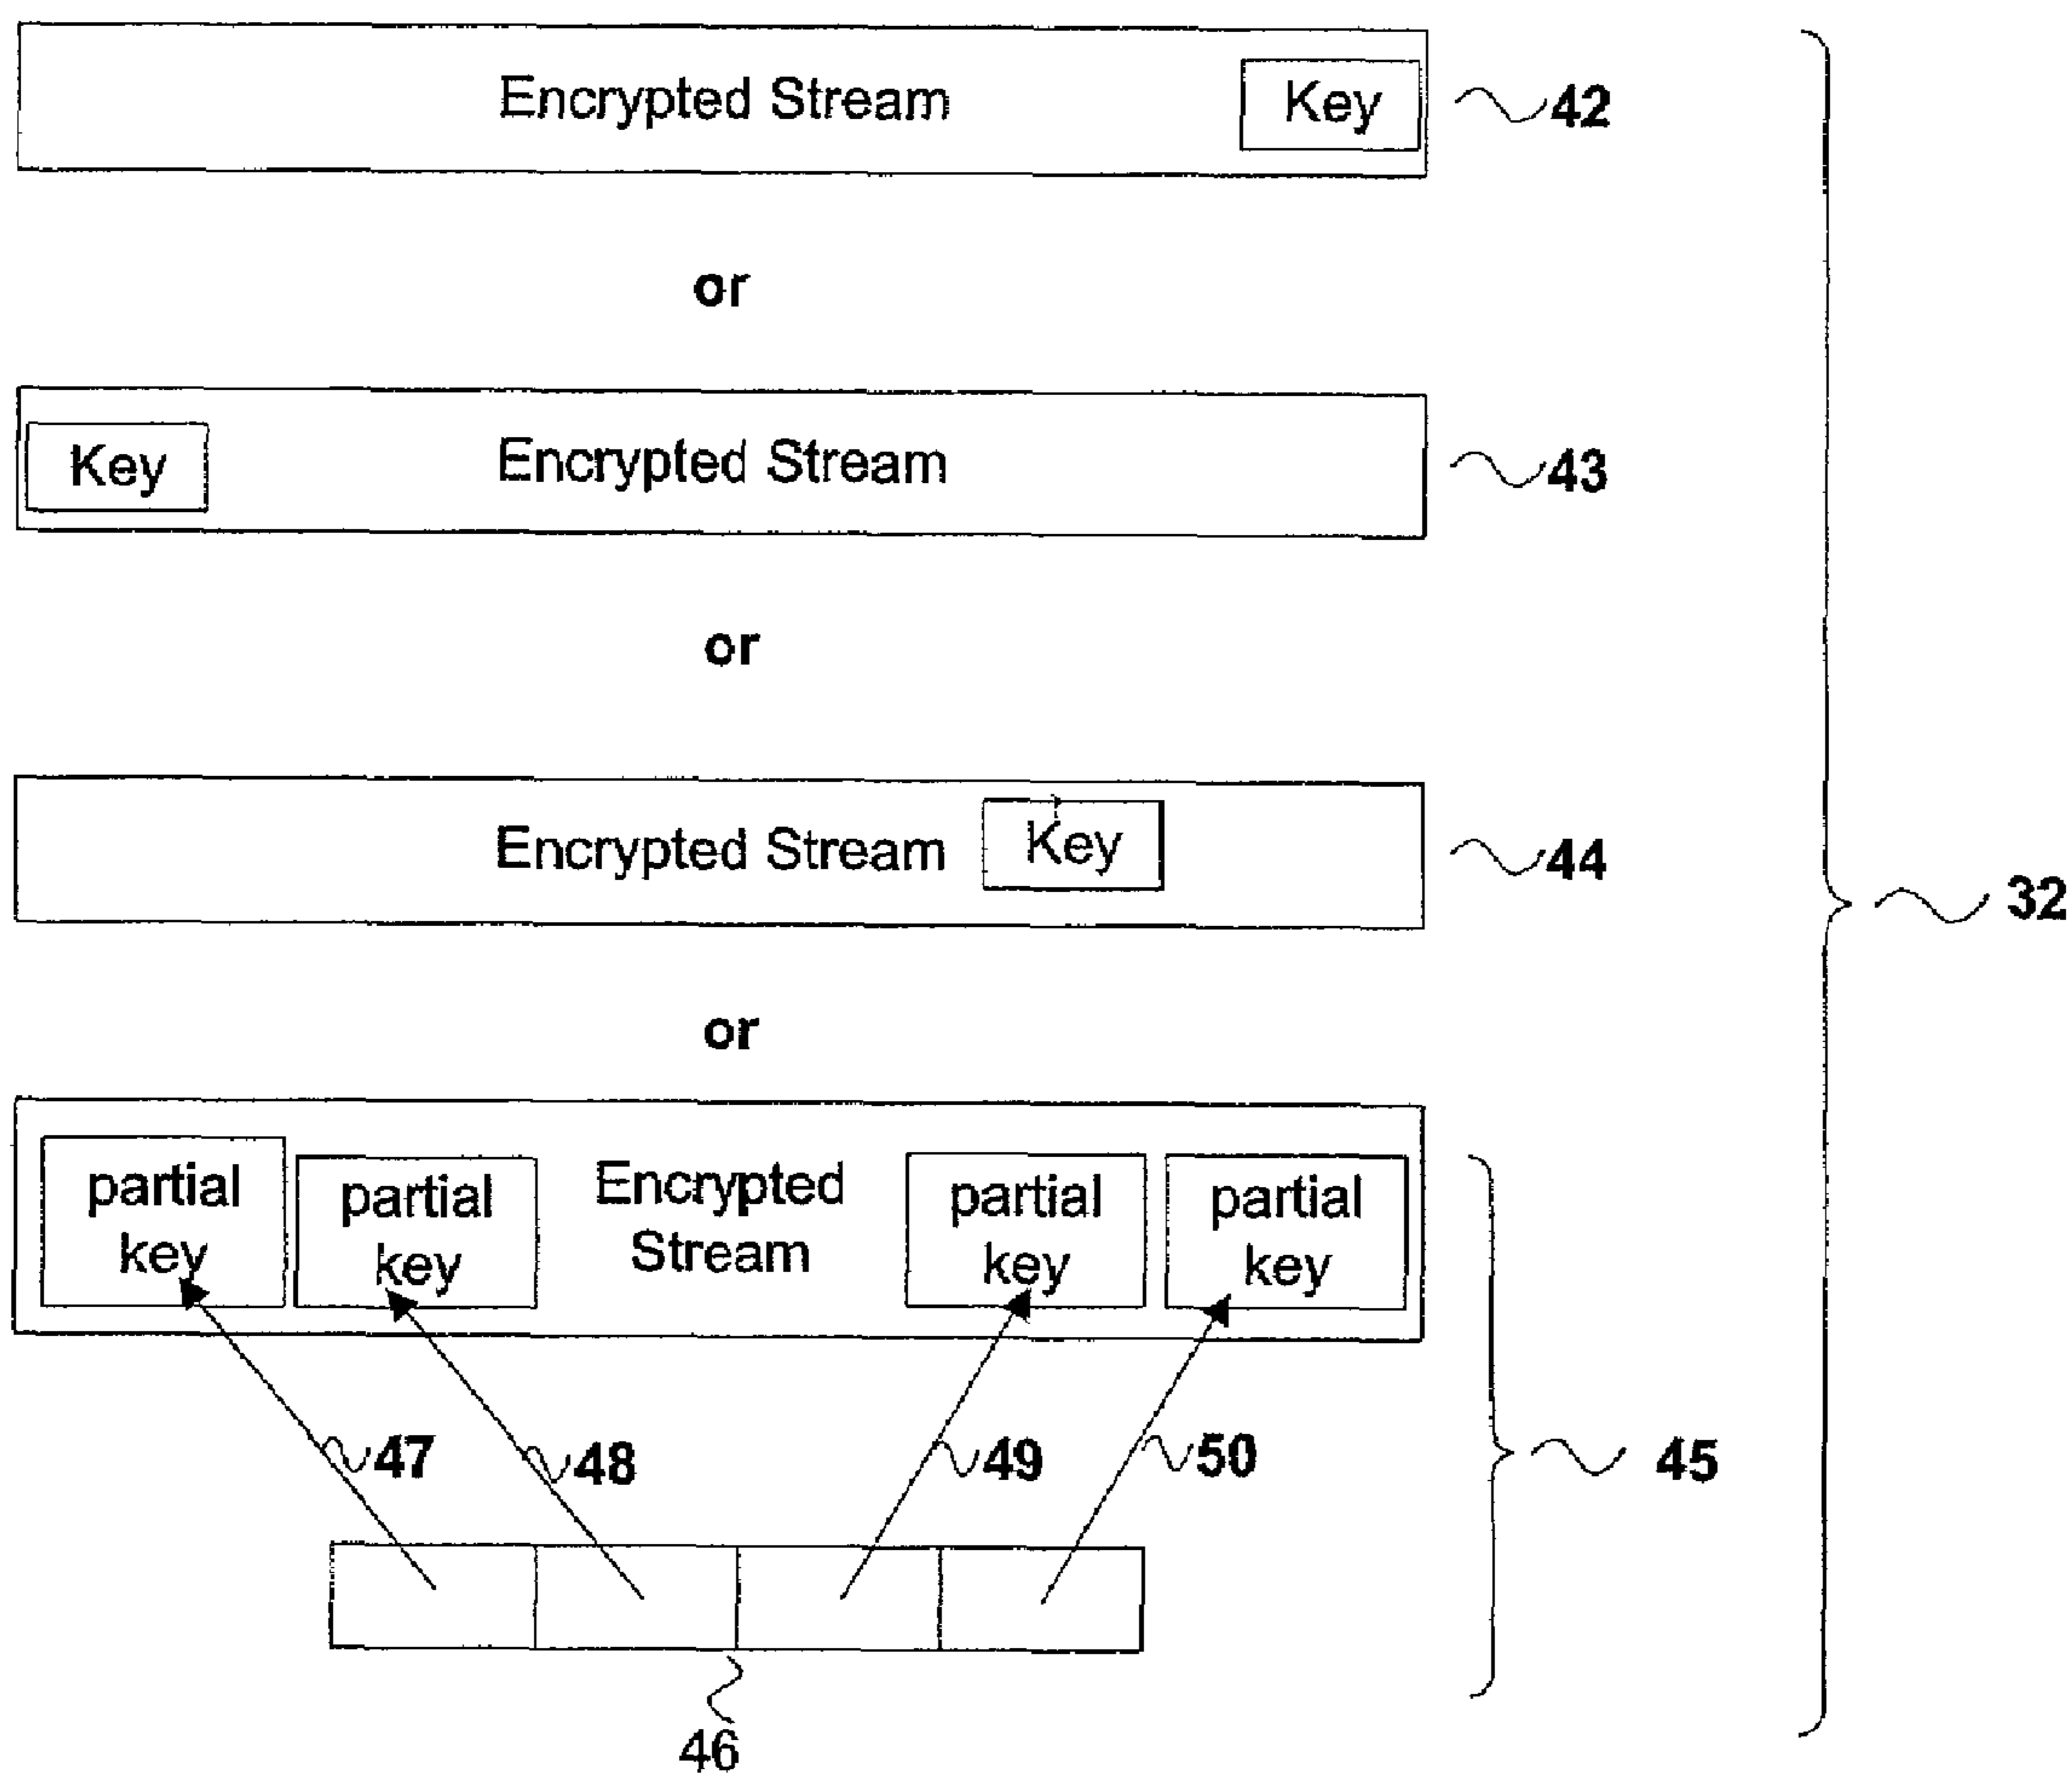 Encrypted Stream Key 42
or
Key Encrypted Stream 43
or
Encrypted Stream Key 44
32
or
partial key partial key Encrypted Stream partial key partial key
47 48 49 50 45
46